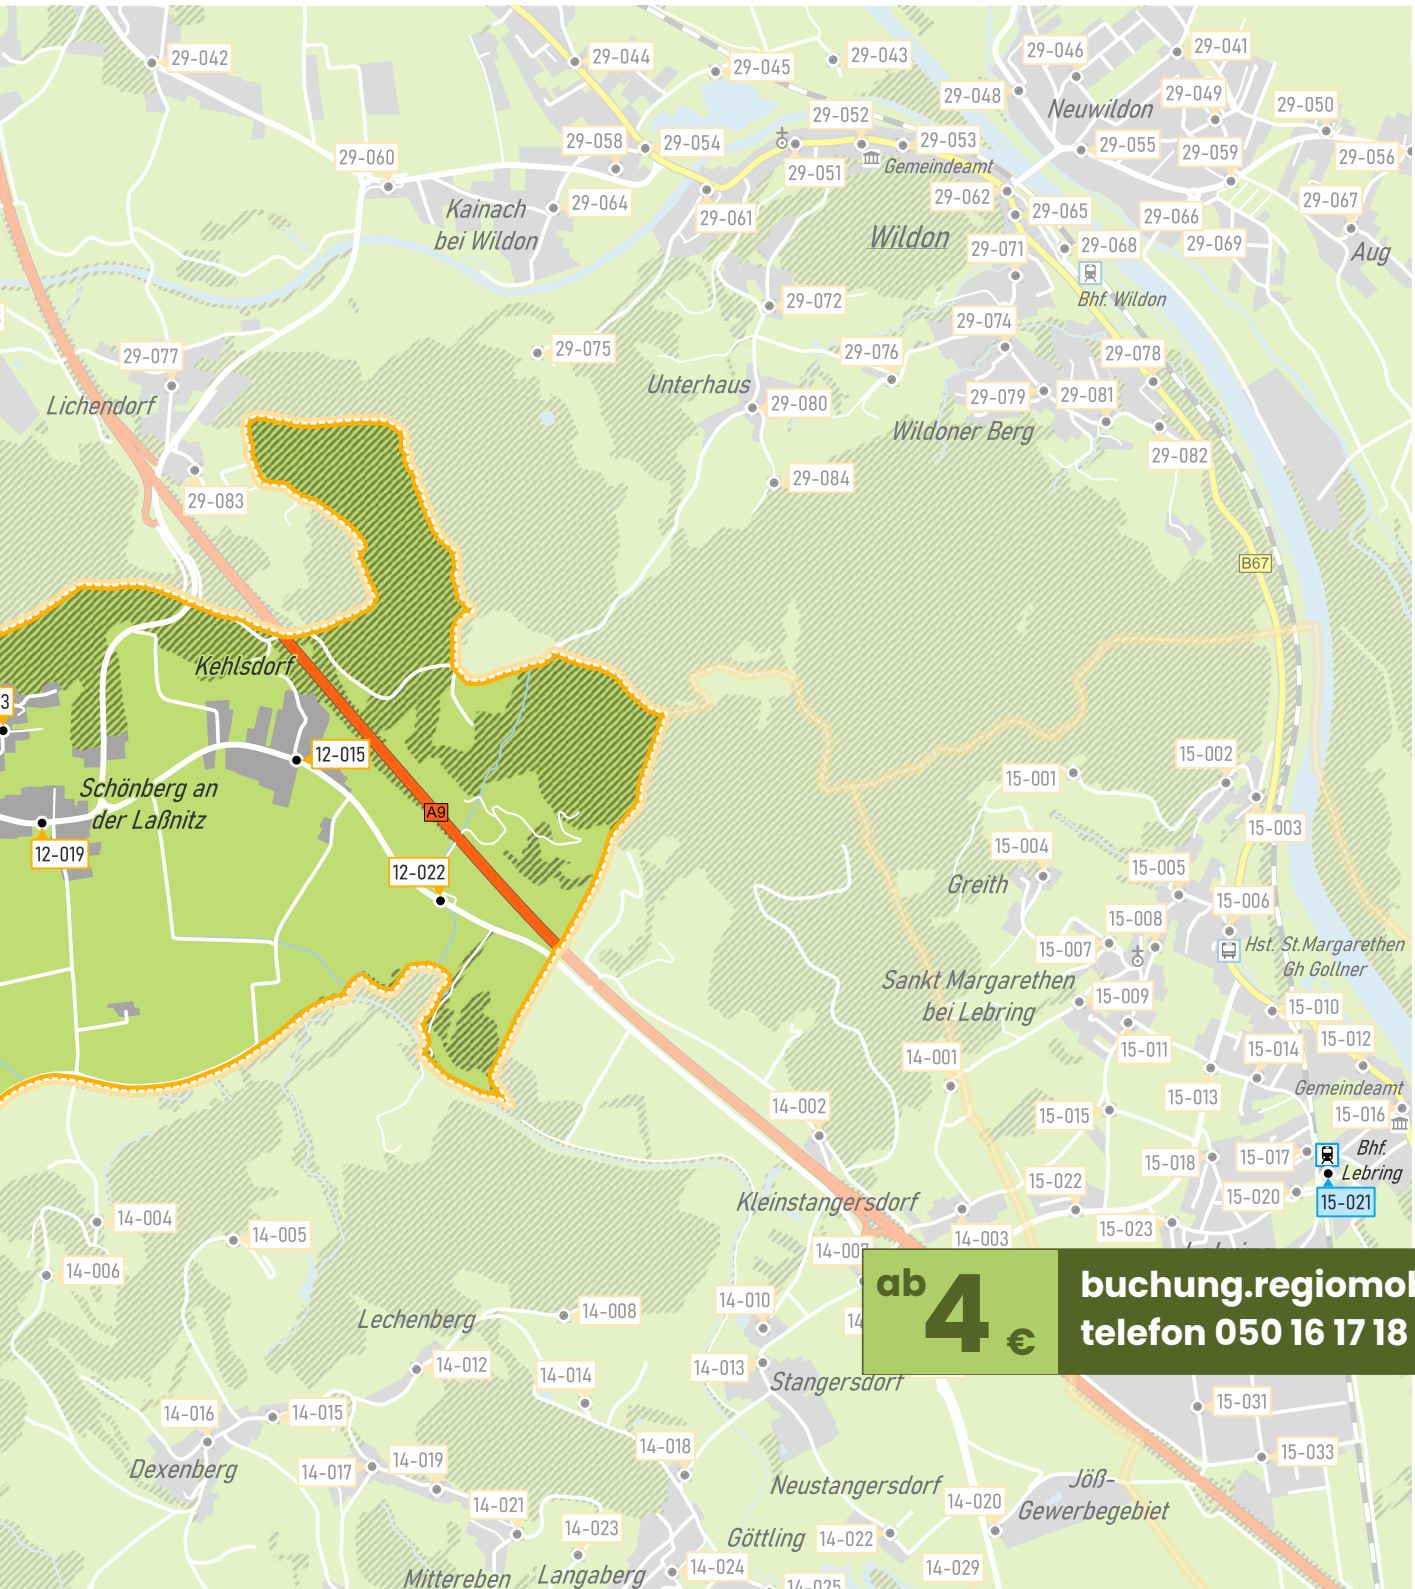 29-042
29-044
29-045
29-043
29-046
29-041
29-048
Neuwildon
29-049
29-050
29-052
29-058
29-054
29-053
29-055
29-059
29-056
29-060
29-051
Gemeindeamt
29-062
29-064
29-061
29-065
29-066
29-067
Kainach
bei Wildon
Wildon
29-071
29-068
29-069
Aug
Bhf. Wildon
29-072
29-074
29-075
29-076
29-078
29-077
Unterhaus
29-079
29-081
29-080
Lichendorf
Wildoner Berg
29-082
29-084
29-083
B67
Kehlsdorf
3
12-015
15-002
15-001
Schönberg an
der Laßnitz
A9
15-003
12-019
15-004
12-022
15-005
Greith
15-006
15-008
15-007
Hst. St.Margarethen
Gh Gollner
Sankt Margarethen
bei Lebring
15-009
15-010
15-012
15-011
15-014
14-001
Gemeindeamt
15-013
14-002
15-015
15-016
Bhf.
Lebring
15-018
15-017
15-022
15-020
15-021
Kleinstangersdorf
14-004
14-003
15-023
14-005
14-007
14-006
14-010
14-008
14
ab 4 €
buchung.regiomo
telefon 050 16 17 18
Lechenberg
14-012
14-013
14-014
Stangersdorf
14-016
14-015
15-031
14-018
14-017
14-019
15-033
Dexenberg
Neustangersdorf
Jöß-
Gewerbegebiet
14-021
14-020
14-023
Göttling
14-022
14-024
14-029
Mittereben
Langaberg
14-025